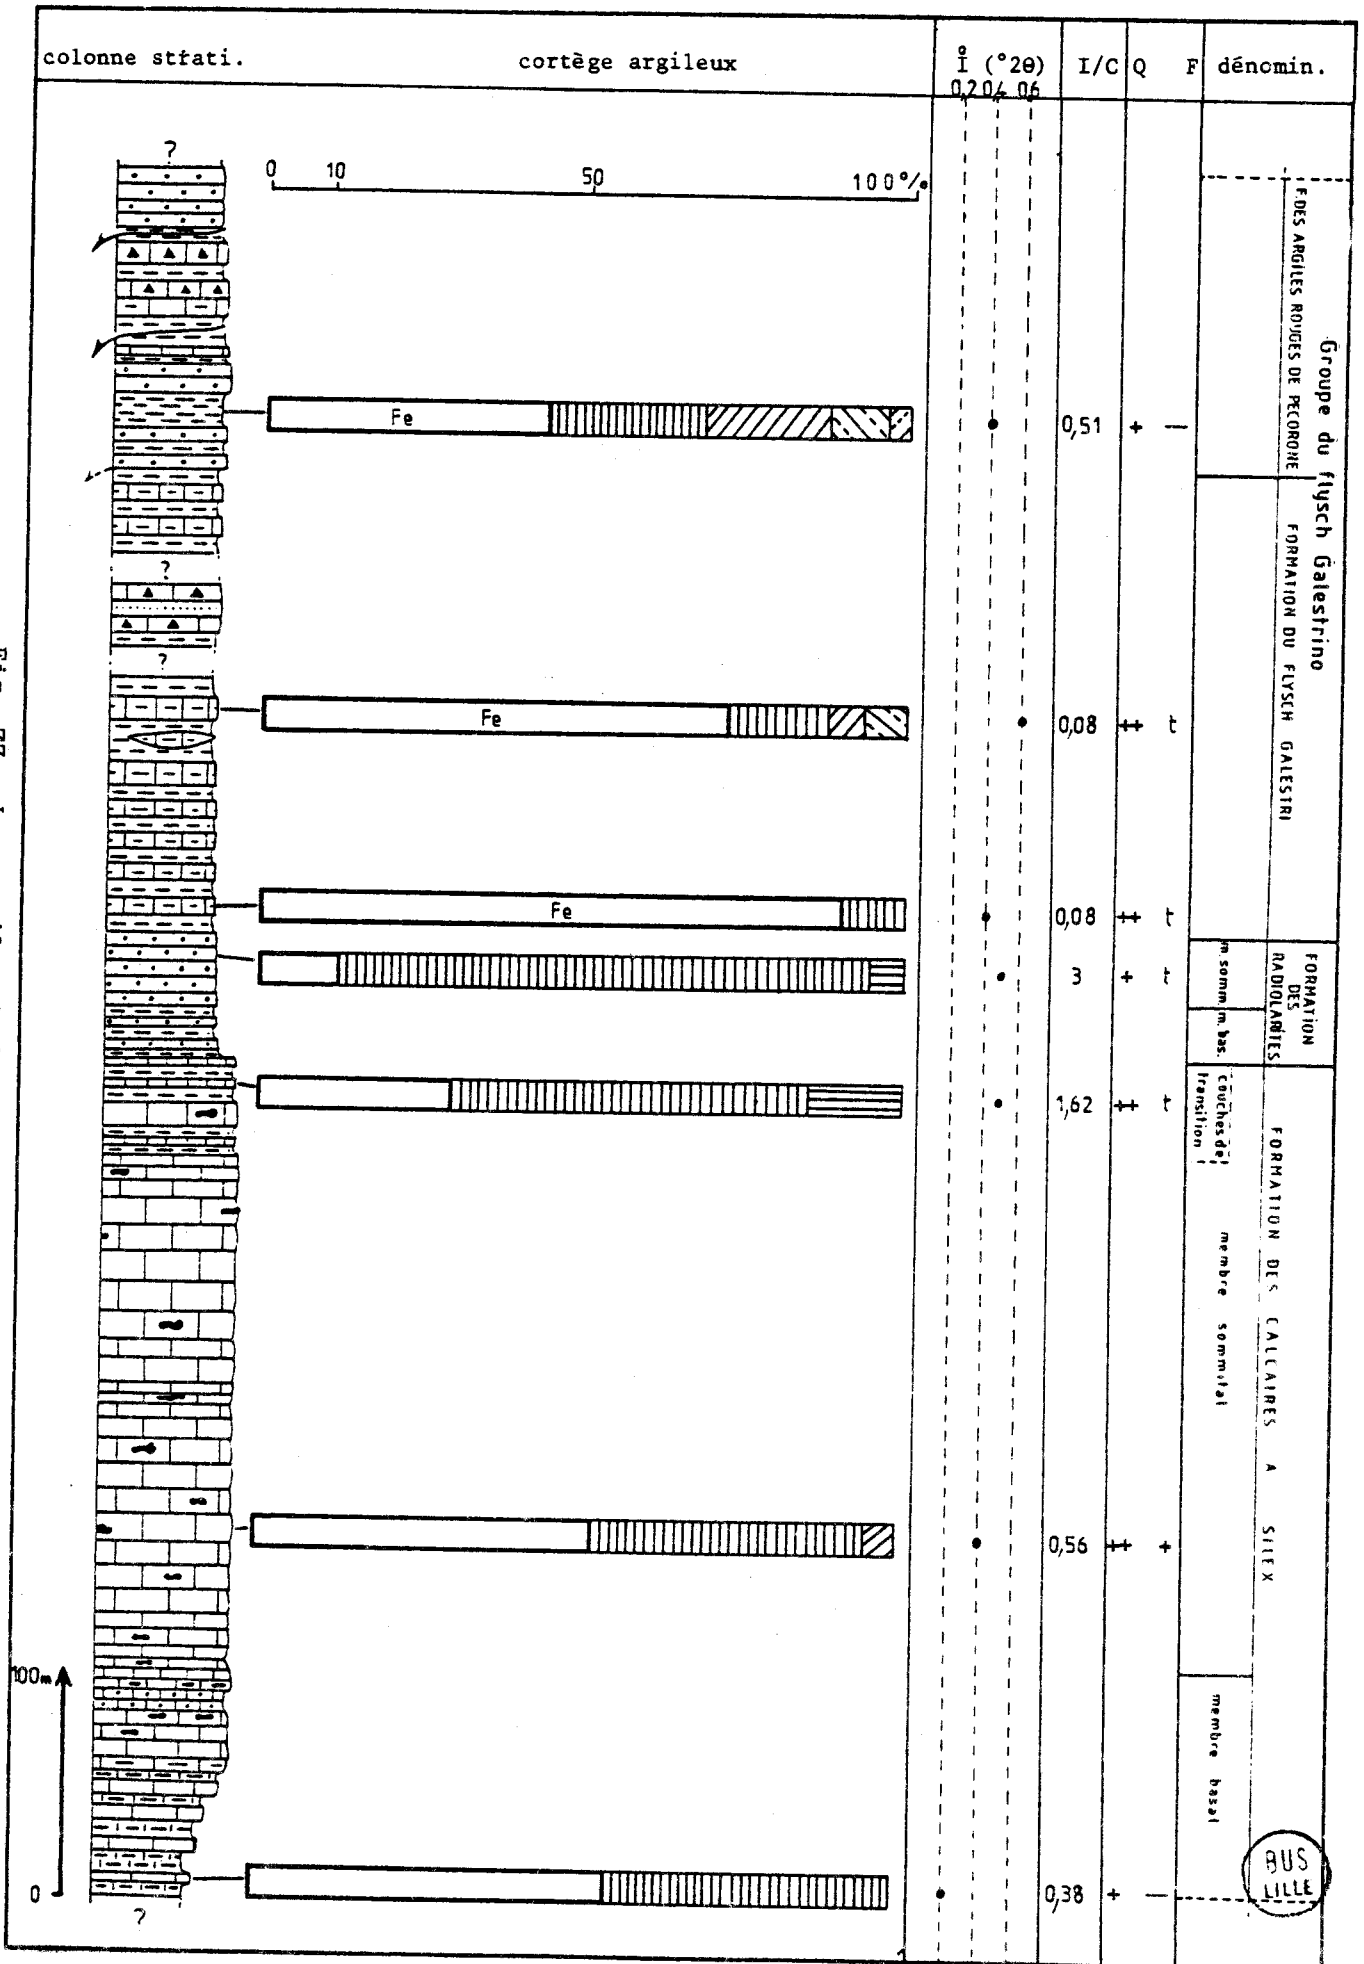 colonne strati.
cortège argileux
I̊ (°2θ)
0,2 0,4 0,6
I/C
Q
F
dénomin.
?
0 10 50 100%
F.DES ARGILES ROUGES DE PECORONE
Groupe du flysch Galestrino
Fe
0,51 + —
FORMATION DU FLYSCH GALESTRI
?
?
Fe
0,08 ++ t
Fe
0,08 ++ t
m. somm.
m. bas.
FORMATION
DES
RADIOLARITES
3 + t
1,62 ++ t
couches de
transition
membre sommital
FORMATION DES CALCAIRES A SILEX
0,56 +++ +
100m
membre basal
0
0,38 + —
?
BUS
LILLE